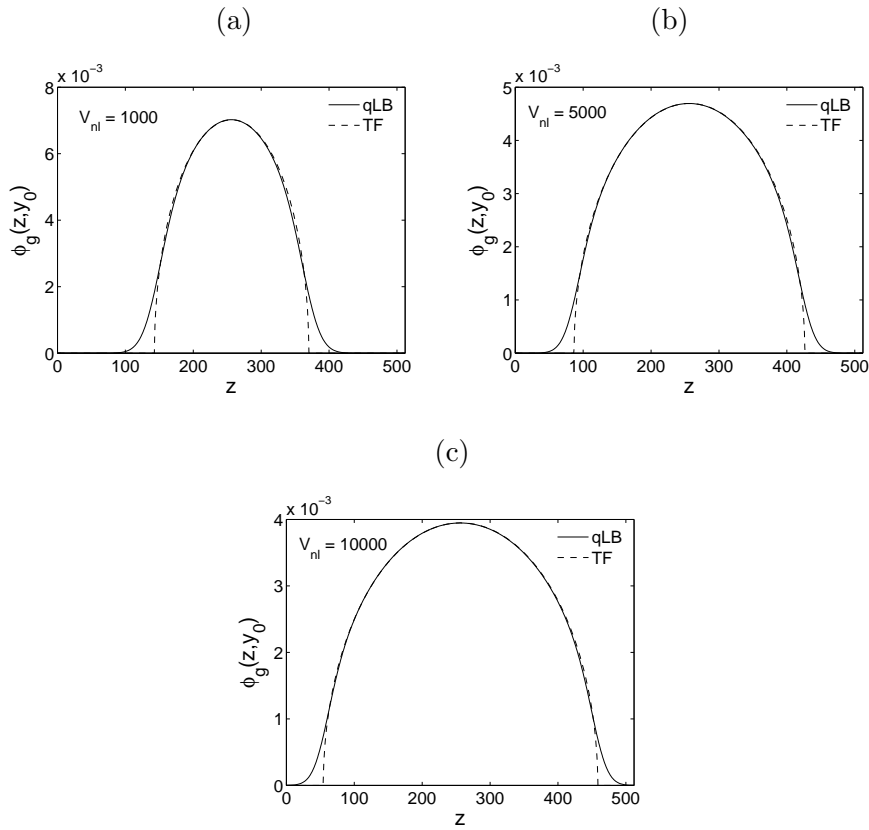 (a)
x 10⁻³
V_nl = 1000
qLB
TF
8
6
4
2
0
ϕ_g(z,y_0)
0 100 200 300 400 500
z
(b)
x 10⁻³
V_nl = 5000
qLB
TF
5
4
3
2
1
0
ϕ_g(z,y_0)
0 100 200 300 400 500
z
(c)
x 10⁻³
V_nl = 10000
qLB
TF
4
3
2
1
0
ϕ_g(z,y_0)
0 100 200 300 400 500
z